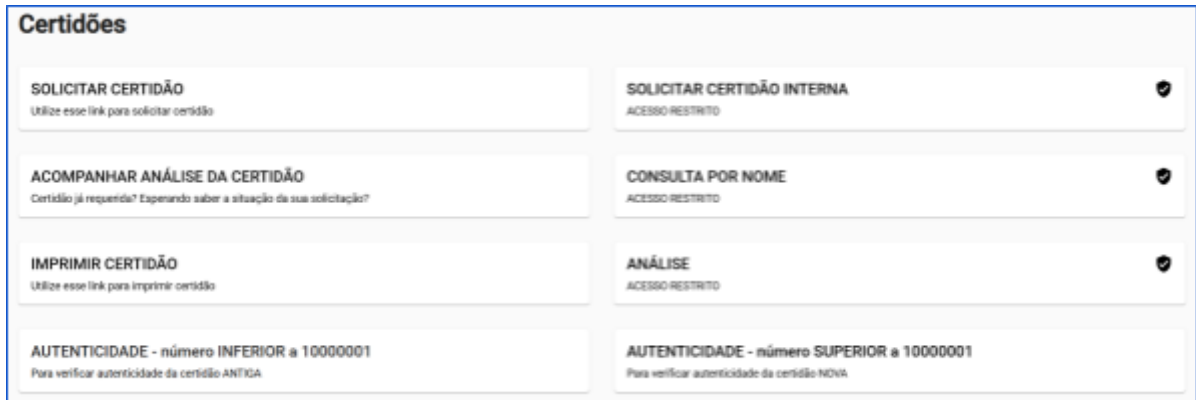 Certidões
SOLICITAR CERTIDÃO
Utilize esse link para solicitar certidão
SOLICITAR CERTIDÃO INTERNA
ACESSO RESTRITO
ACOMPANHAR ANÁLISE DA CERTIDÃO
Certidão já requerida? Esperando saber a situação da sua solicitação?
CONSULTA POR NOME
ACESSO RESTRITO
IMPRIMIR CERTIDÃO
Utilize esse link para imprimir certidão
ANÁLISE
ACESSO RESTRITO
AUTENTICIDADE - número INFERIOR a 10000001
Para verificar autenticidade da certidão ANTIGA
AUTENTICIDADE - número SUPERIOR a 10000001
Para verificar autenticidade da certidão NOVA